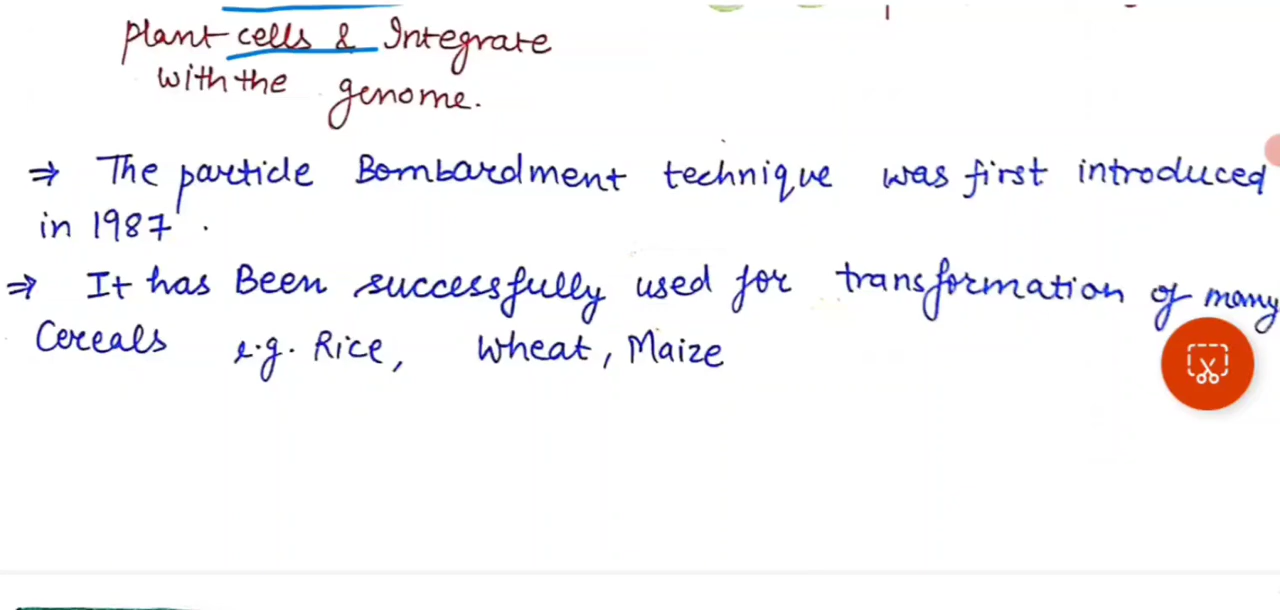 plant cells & Integrate
with the genome.
⇒ The particle Bombardment technique was first introduced
in 1987.
⇒ It has Been successfully used for transformation of many
Cereals e.g. Rice, Wheat, Maize